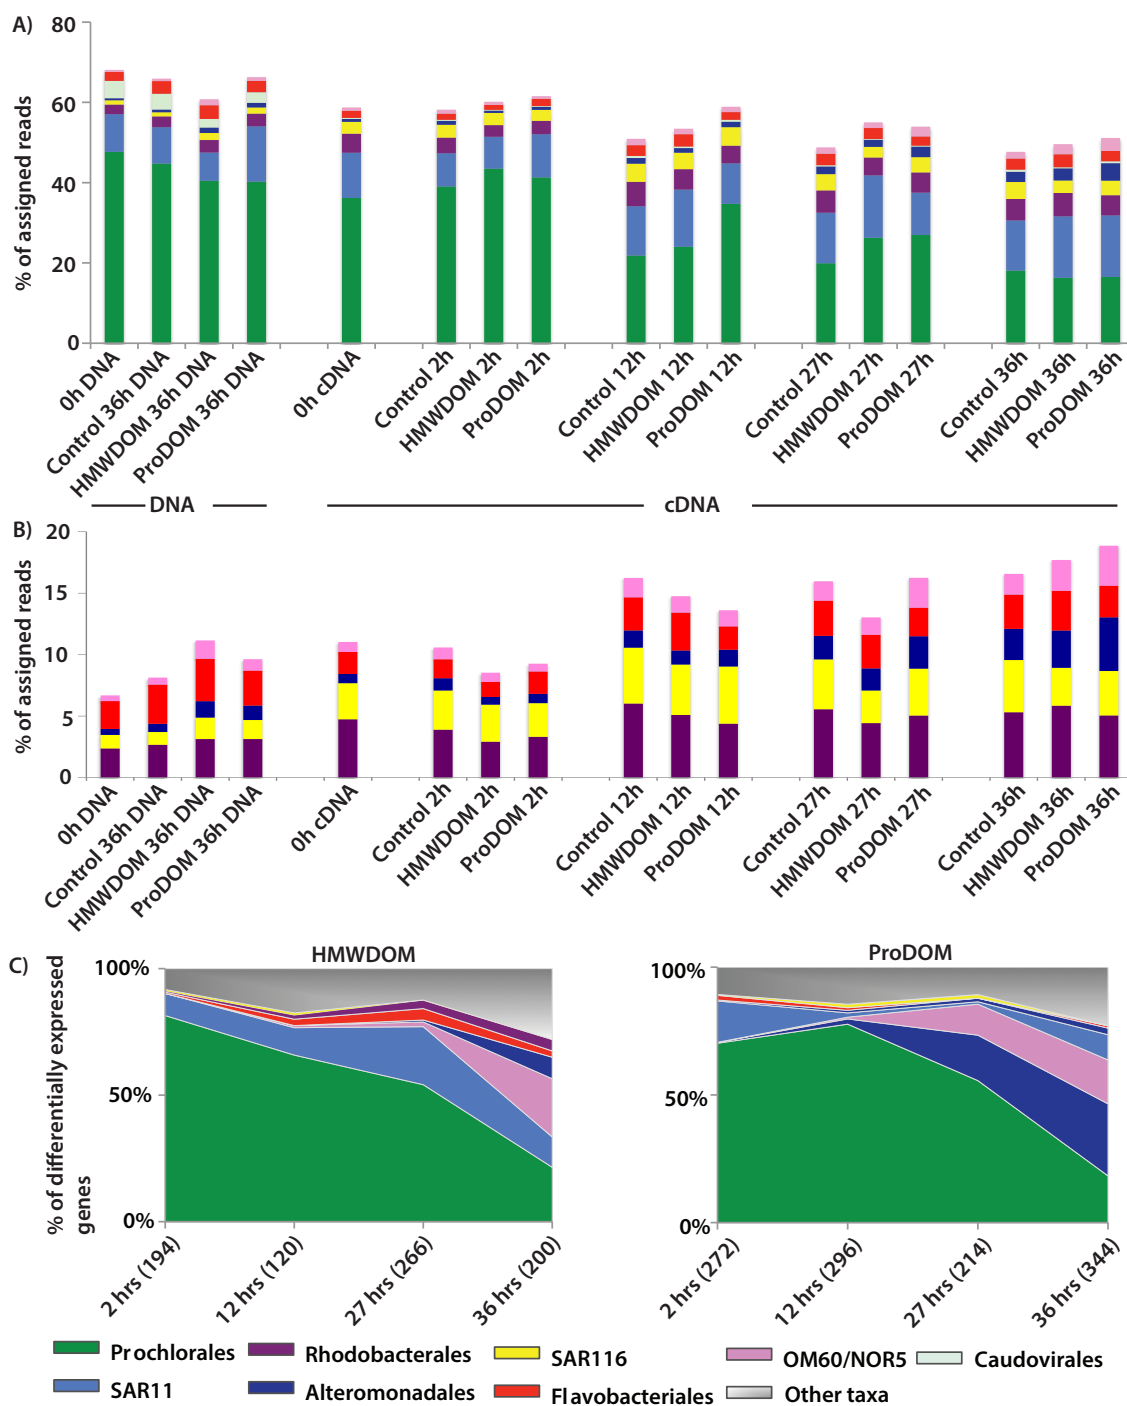 A)
% of assigned reads
80
60
40
20
0
0h DNA
Control 36h DNA
HMWDOM 36h DNA
ProDOM 36h DNA
0h cDNA
Control 2h
HMWDOM 2h
ProDOM 2h
Control 12h
HMWDOM 12h
ProDOM 12h
Control 27h
HMWDOM 27h
ProDOM 27h
Control 36h
HMWDOM 36h
ProDOM 36h
DNA
cDNA
B)
% of assigned reads
20
15
10
5
0
0h DNA
Control 36h DNA
HMWDOM 36h DNA
ProDOM 36h DNA
0h cDNA
Control 2h
HMWDOM 2h
ProDOM 2h
Control 12h
HMWDOM 12h
ProDOM 12h
Control 27h
HMWDOM 27h
ProDOM 27h
Control 36h
HMWDOM 36h
ProDOM 36h
C)
% of differentially expressed
genes
HMWDOM
100%
50%
0%
2 hrs (194)
12 hrs (120)
27 hrs (266)
36 hrs (200)
ProDOM
100%
50%
0%
2 hrs (272)
12 hrs (296)
27 hrs (214)
36 hrs (344)
Prochlorales
Rhodobacterales
SAR116
OM60/NOR5
Caudovirales
SAR11
Alteromonadales
Flavobacteriales
Other taxa